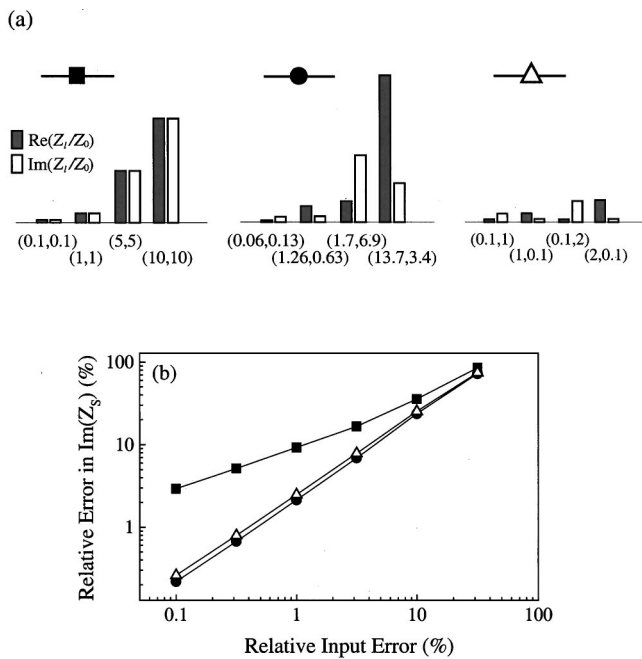 (a)
Re(Z_l/Z_0)
Im(Z_l/Z_0)
(0.1,0.1) (5,5)
(1,1) (10,10)
(0.06,0.13) (1.7,6.9)
(1.26,0.63) (13.7,3.4)
(0.1,1) (0.1,2)
(1,0.1) (2,0.1)
(b)
Relative Error in Im(Z_S) (%)
100
10
1
0.1 1 10 100
Relative Input Error (%)